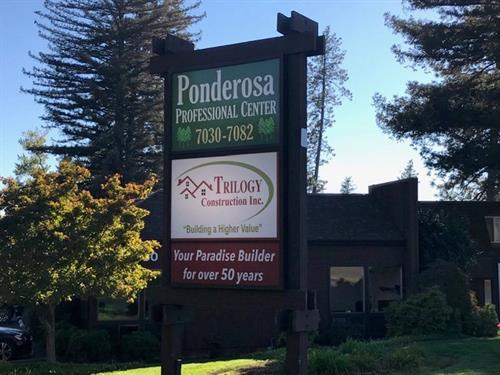 Ponderosa
PROFESSIONAL CENTER
7030-7082
TRILOGY
Construction Inc.
"Building a Higher Value"
Your Paradise Builder
for over 50 years